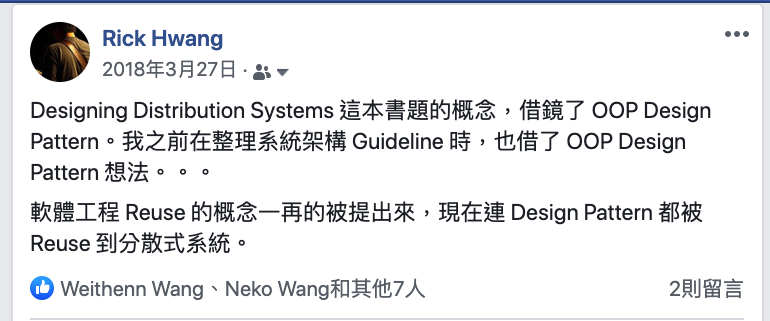 Rick Hwang
2018年3月27日 ·
Designing Distribution Systems 這本書題的概念，借鏡了 OOP Design
Pattern。我之前在整理系統架構 Guideline 時，也借了 OOP Design
Pattern 想法。。。
軟體工程 Reuse 的概念一再的被提出來，現在連 Design Pattern 都被
Reuse 到分散式系統。
Weithenn Wang、Neko Wang和其他7人
2則留言